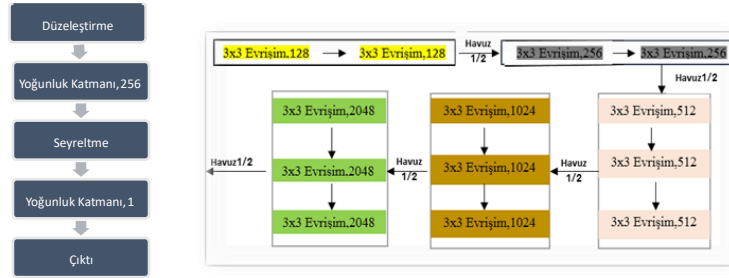 Düzeleştirme
Yoğunluk Katmanı,256
Seyreltme
Yoğunluk Katmanı,1
Çıktı
3x3 Evrişim,128
3x3 Evrişim,128
Havuz
1/2
3x3 Evrişim,256
3x3 Evrişim,256
Havuz1/2
3x3 Evrişim,512
3x3 Evrişim,512
3x3 Evrişim,512
Havuz
1/2
3x3 Evrişim,1024
3x3 Evrişim,1024
3x3 Evrişim,1024
Havuz
1/2
3x3 Evrişim,2048
3x3 Evrişim.2048
3x3 Evrişim,2048
Havuz1/2